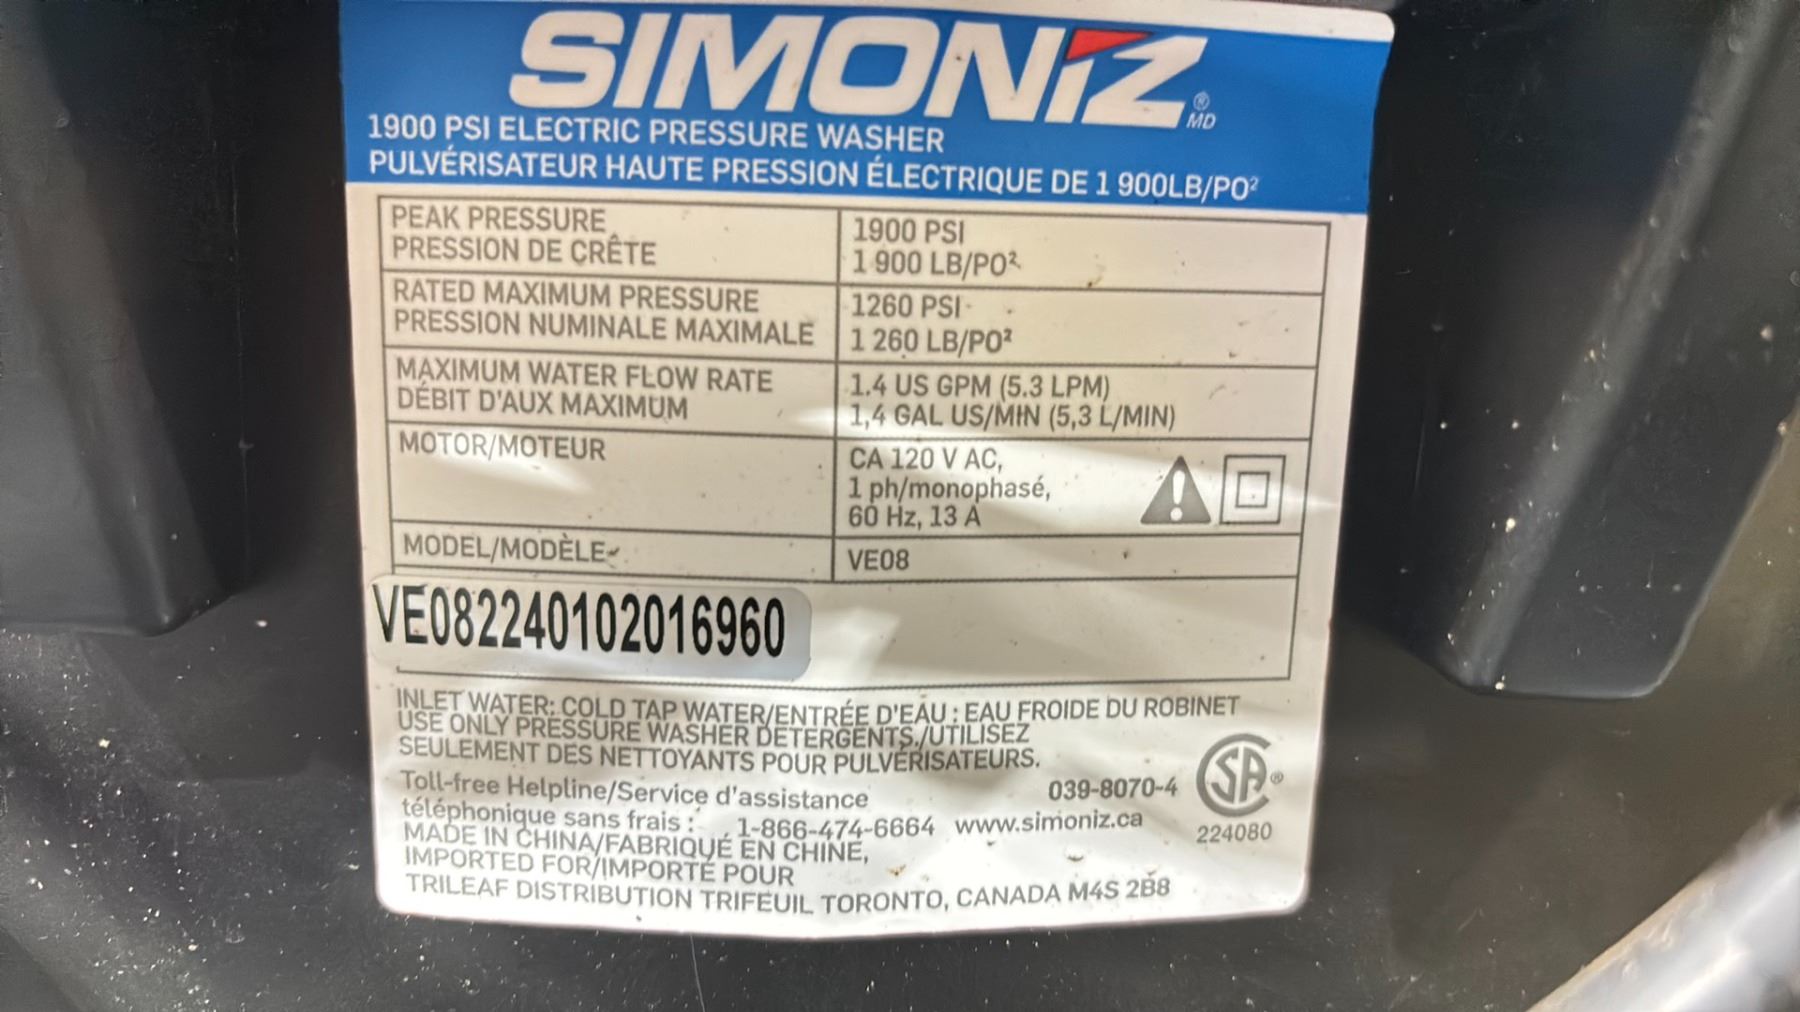 SIMONIZ®
MD
1900 PSI ELECTRIC PRESSURE WASHER
PULVÉRISATEUR HAUTE PRESSION ÉLECTRIQUE DE 1 900LB/PO²
PEAK PRESSURE
PRESSION DE CRÊTE
1900 PSI
1 900 LB/PO²
RATED MAXIMUM PRESSURE
PRESSION NUMINALE MAXIMALE
1260 PSI
1 260 LB/PO²
MAXIMUM WATER FLOW RATE
DÉBIT D'AUX MAXIMUM
1.4 US GPM (5.3 LPM)
1,4 GAL US/MIN (5,3 L/MIN)
MOTOR/MOTEUR
CA 120 V AC,
1 ph/monophasé,
60 Hz, 13 A
MODEL/MODÈLE
VE08
VE082240102016960
INLET WATER: COLD TAP WATER/ENTRÉE D'EAU : EAU FROIDE DU ROBINET
USE ONLY PRESSURE WASHER DETERGENTS./UTILISEZ
SEULEMENT DES NETTOYANTS POUR PULVÉRISATEURS.
Toll-free Helpline/Service d'assistance
téléphonique sans frais : 1-866-474-6664 www.simoniz.ca
039-8070-4
MADE IN CHINA/FABRIQUÉ EN CHINE,
IMPORTED FOR/IMPORTÉ POUR
TRILEAF DISTRIBUTION TRIFEUIL TORONTO, CANADA M4S 2B8
SA®
224080